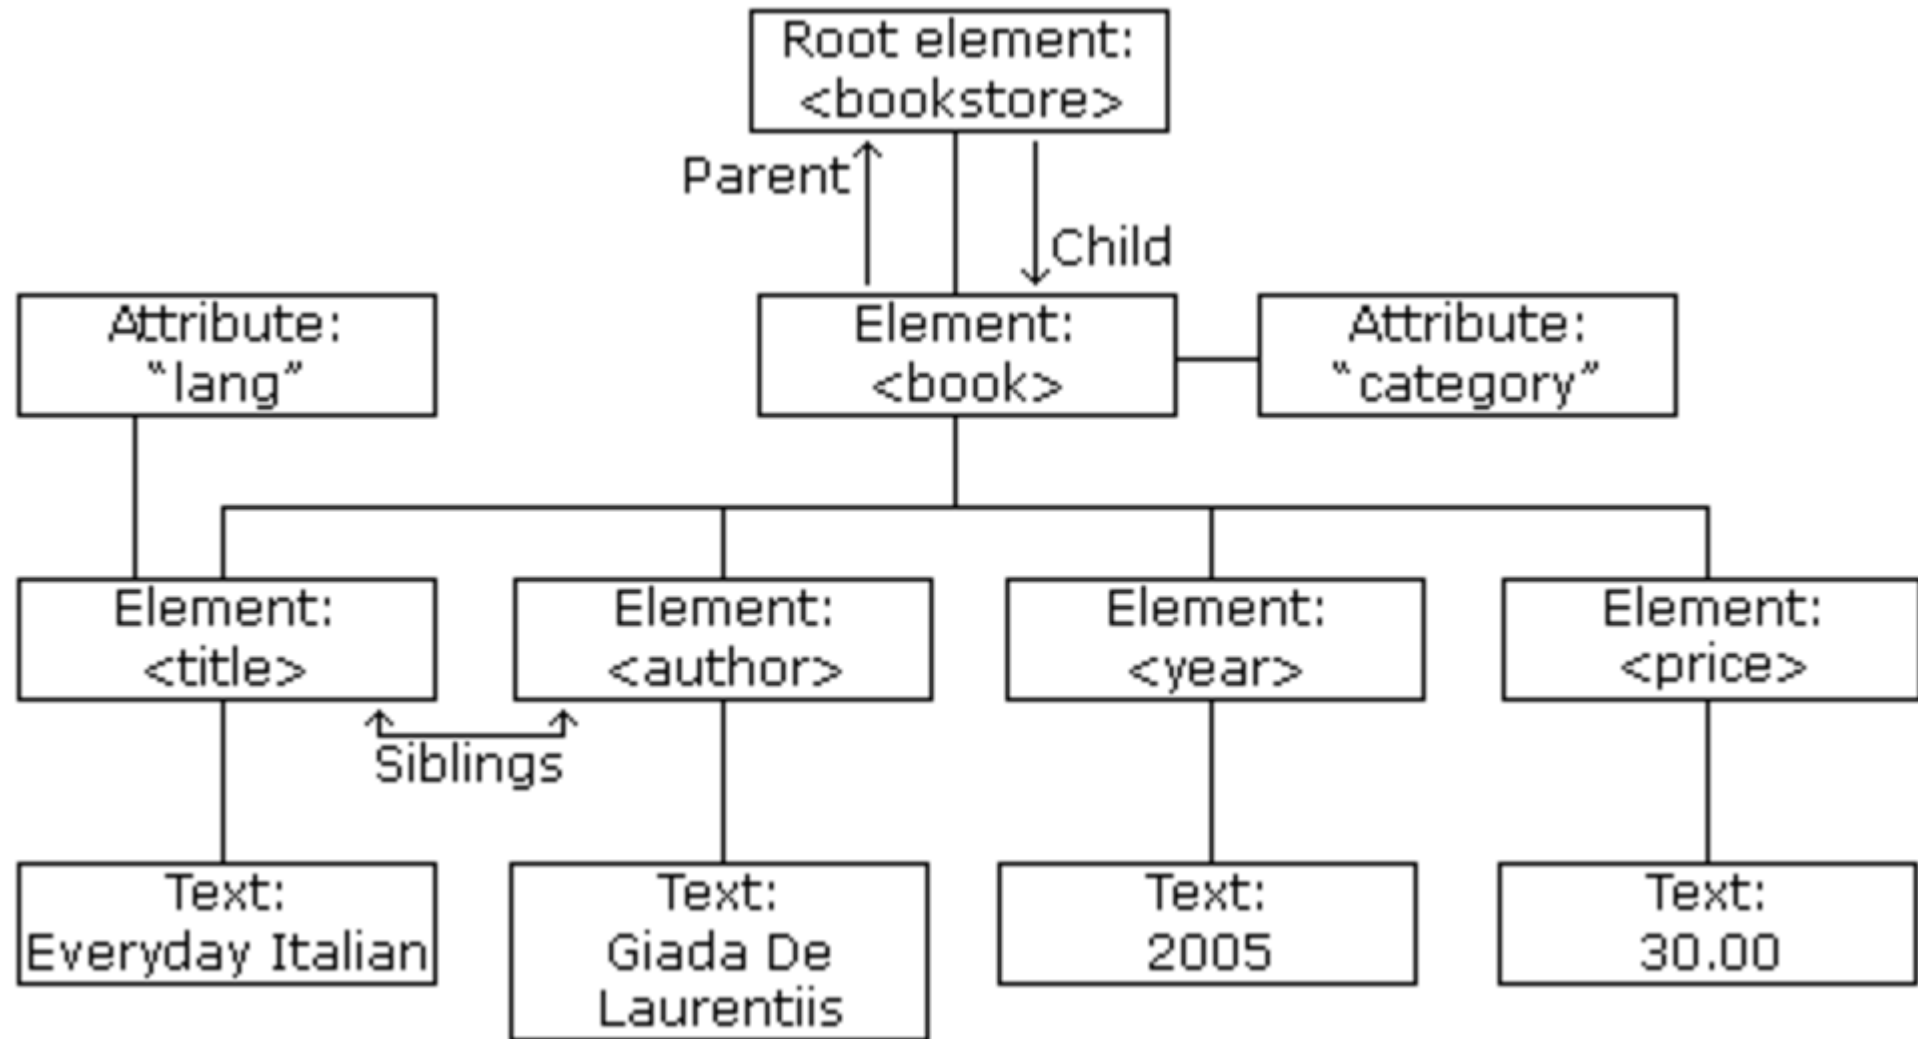 Root element:
<bookstore>
Parent
Child
Attribute:
“lang”
Element:
<book>
Attribute:
“category”
Element:
<title>
Element:
<author>
Element:
<year>
Element:
<price>
Siblings
Text:
Everyday Italian
Text:
Giada De
Laurentiis
Text:
2005
Text:
30.00